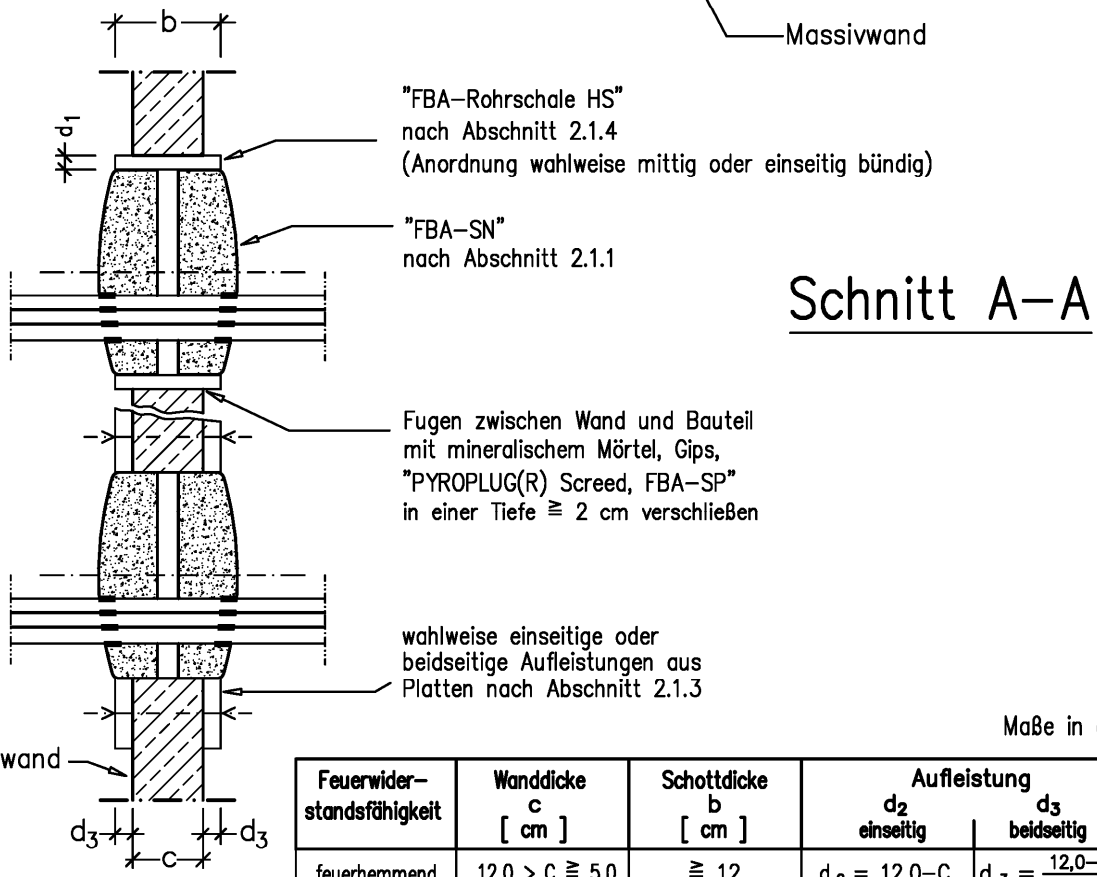 b
Massivwand
"FBA-Rohrschale HS"
nach Abschnitt 2.1.4
(Anordnung wahlweise mittig oder einseitig bündig)
d1
"FBA-SN"
nach Abschnitt 2.1.1
Schnitt A-A
Fugen zwischen Wand und Bauteil
mit mineralischem Mörtel, Gips,
"PYROPLUG(R) Screed, FBA-SP"
in einer Tiefe ≧ 2 cm verschließen
wahlweise einseitige oder
beidseitige Aufleistungen aus
Platten nach Abschnitt 2.1.3
Maße in
wand
d3 d3
c
Feuerwider- Wanddicke Schottdicke Aufleistung
standsfähigkeit c b d2 d3
[ cm ] [ cm ] einseitig beidseitig
feuerhemmend 12,0 > C ≧ 5,0 ≧ 12 d2 = 12,0-C d3 = 12,0-